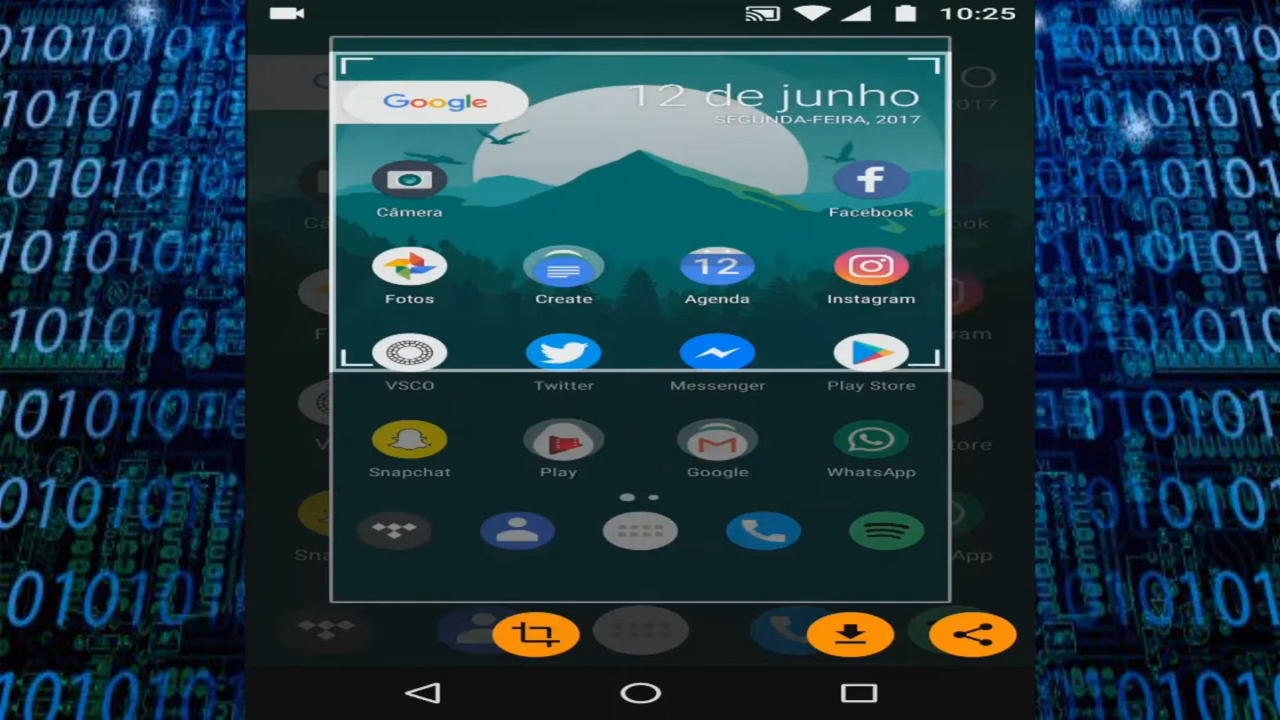 10:25
Google
12 de junho
SEGUNDA-FEIRA, 2017
2017
Câmera
Facebook
Fotos
Create
12
Agenda
Instagram
VSCO
Twitter
Messenger
Play Store
Snapchat
Play
Google
WhatsApp